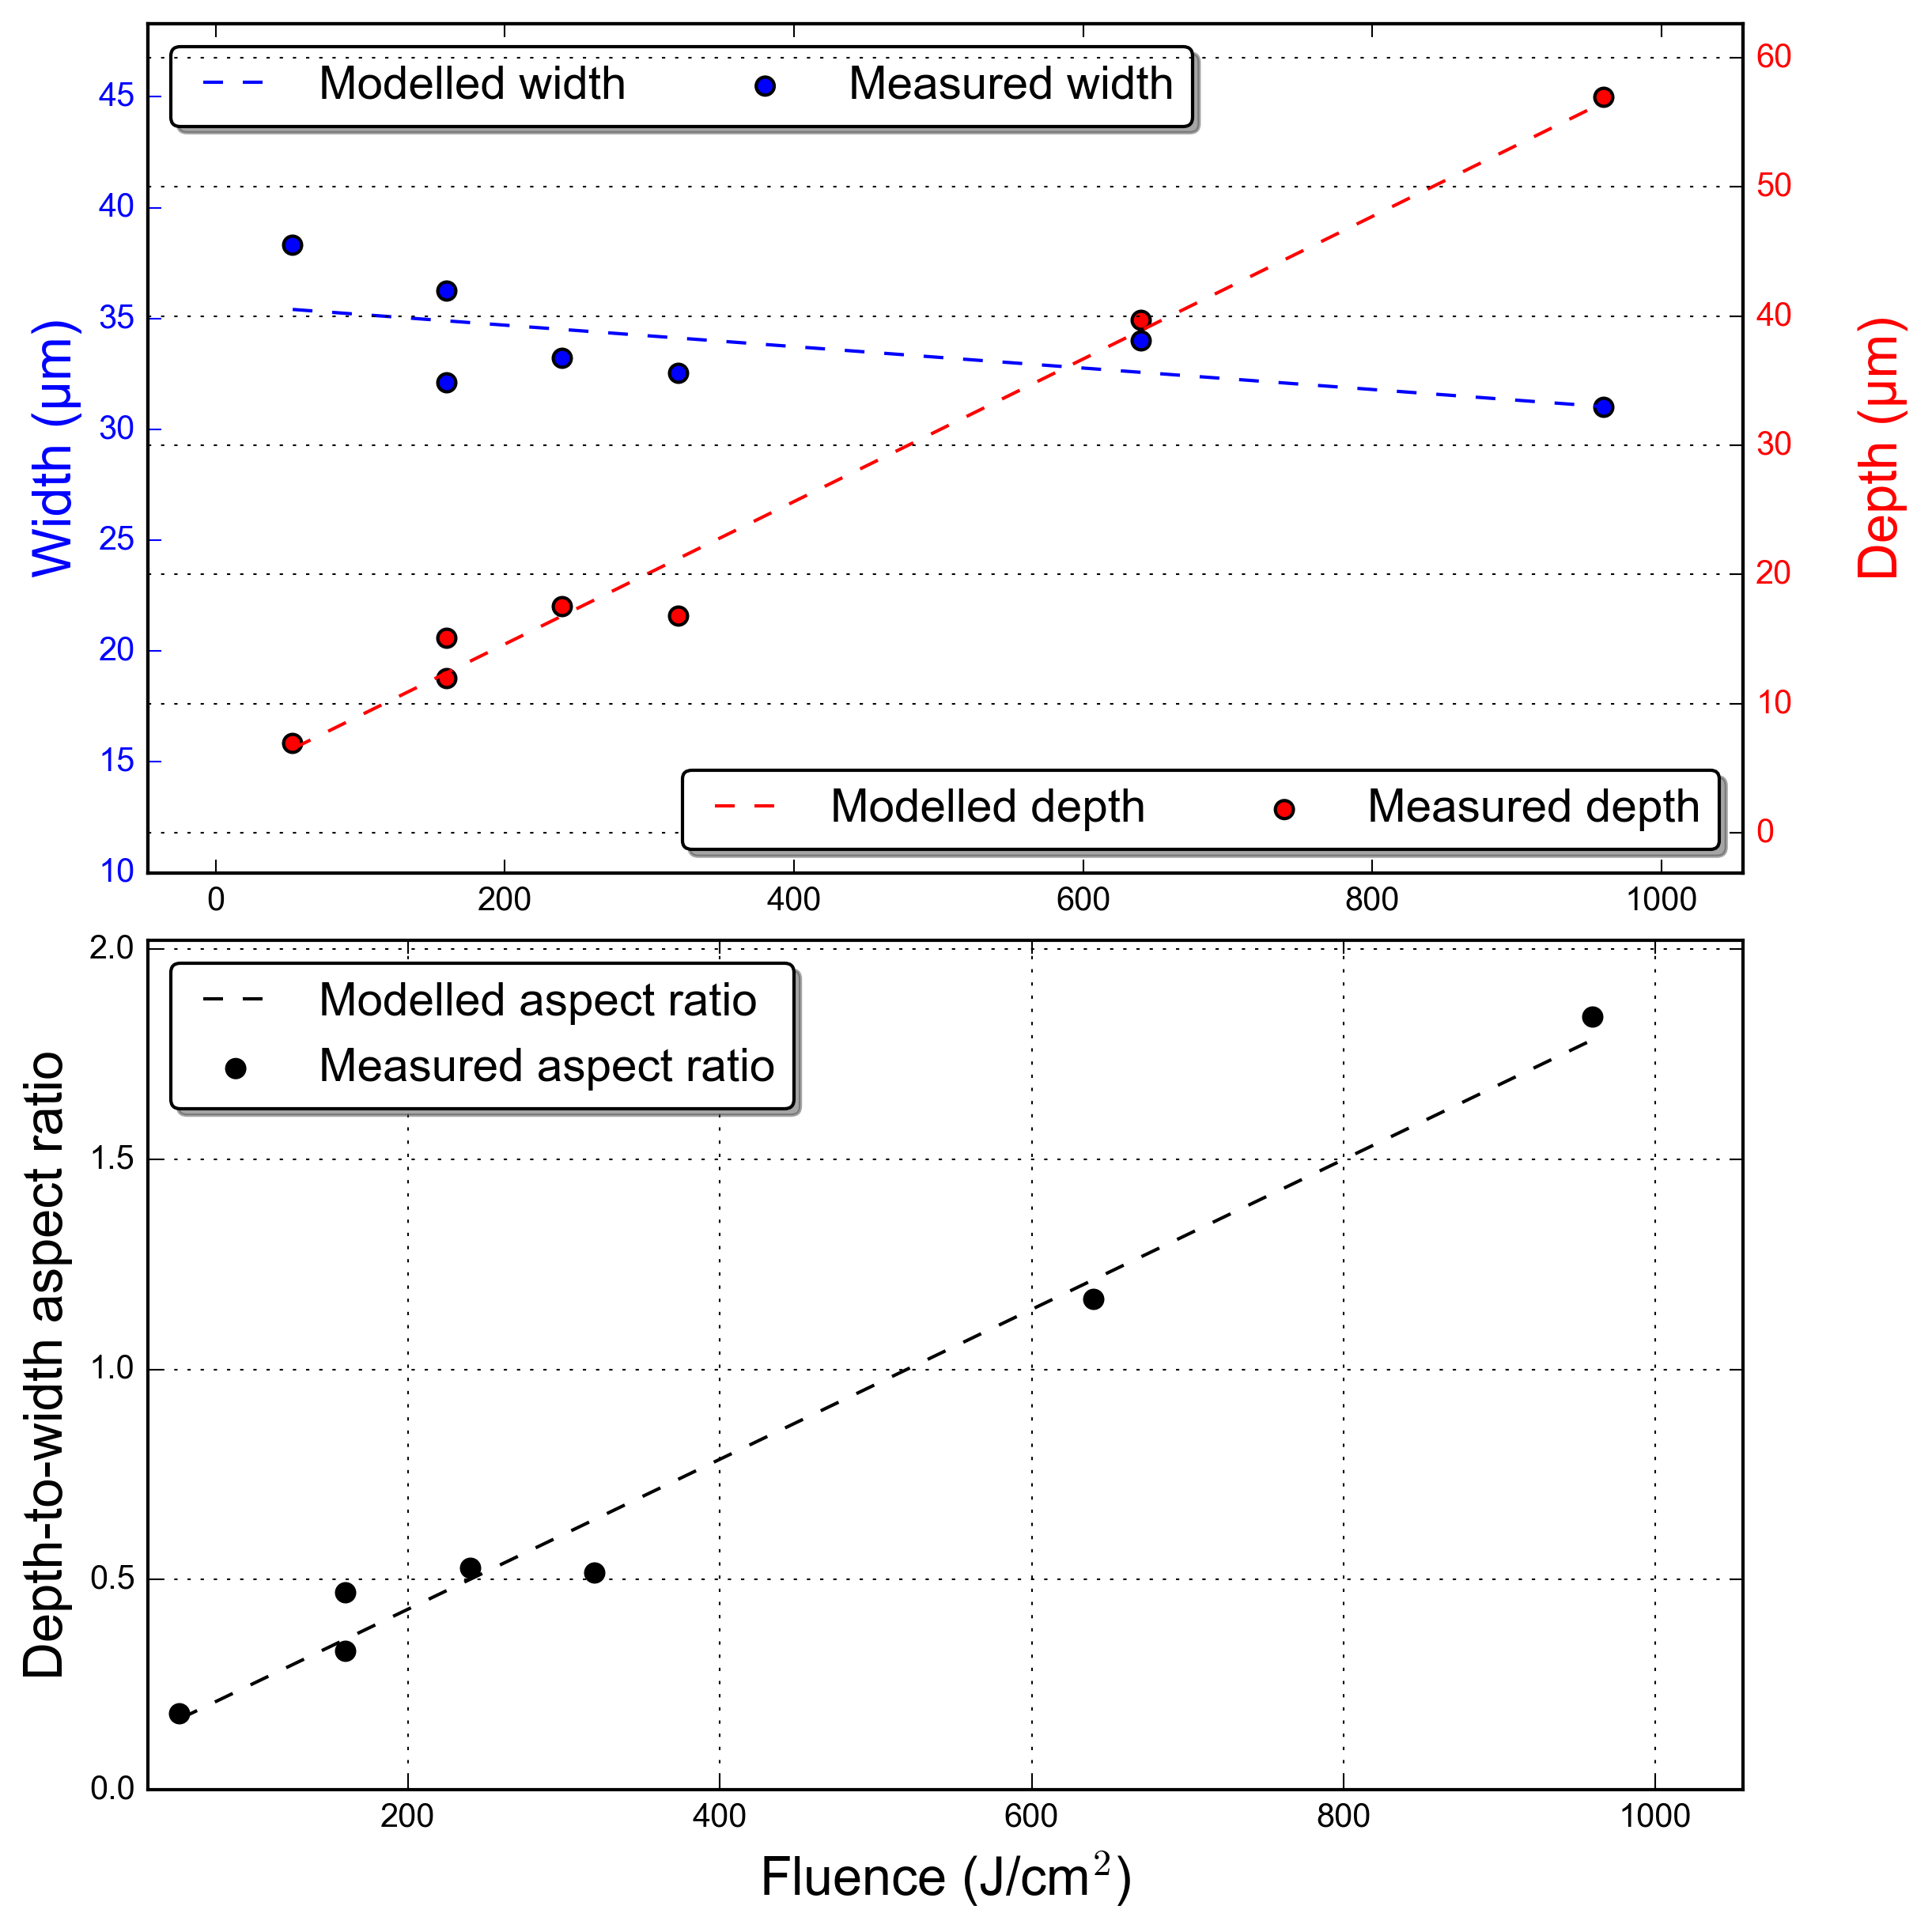 Modelled width
Measured width
45
40
35
30
25
20
15
10
Width (µm)
60
50
40
30
20
10
0
Depth (µm)
Modelled depth
Measured depth
0 200 400 600 800 1000
2.0
1.5
1.0
0.5
0.0
Depth-to-width aspect ratio
Modelled aspect ratio
Measured aspect ratio
200 400 600 800 1000
Fluence (J/cm²)